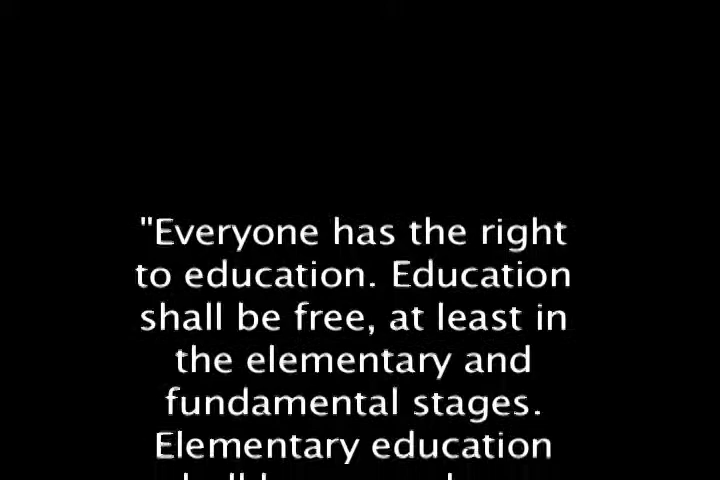 "Everyone has the right
to education. Education
shall be free, at least in
the elementary and
fundamental stages.
Elementary education